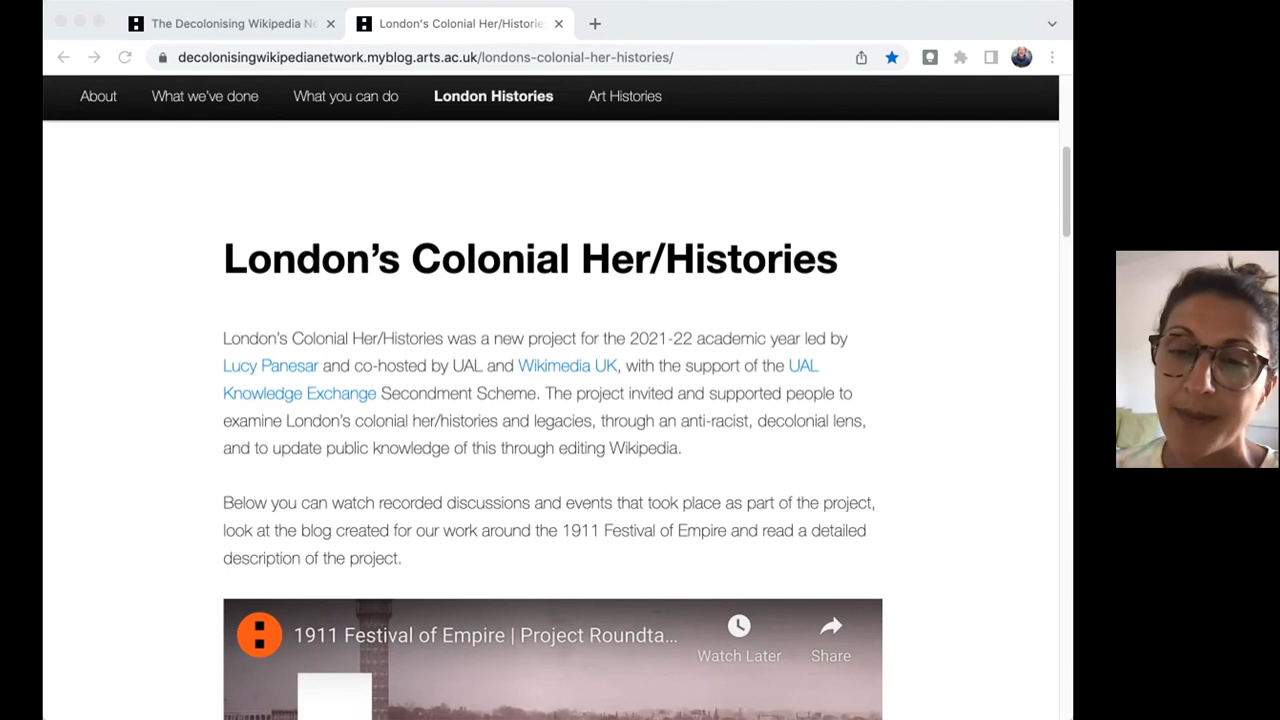 The Decolonising Wikipedia Ne
London's Colonial Her/Historie
decolonisingwikipedianetwork.myblog.arts.ac.uk/londons-colonial-her-histories/
About What we've done What you can do London Histories Art Histories
London's Colonial Her/Histories
London's Colonial Her/Histories was a new project for the 2021-22 academic year led by
Lucy Panesar and co-hosted by UAL and Wikimedia UK, with the support of the UAL
Knowledge Exchange Secondment Scheme. The project invited and supported people to
examine London's colonial her/histories and legacies, through an anti-racist, decolonial lens,
and to update public knowledge of this through editing Wikipedia.
Below you can watch recorded discussions and events that took place as part of the project,
look at the blog created for our work around the 1911 Festival of Empire and read a detailed
description of the project.
1911 Festival of Empire | Project Roundta...
Watch Later Share